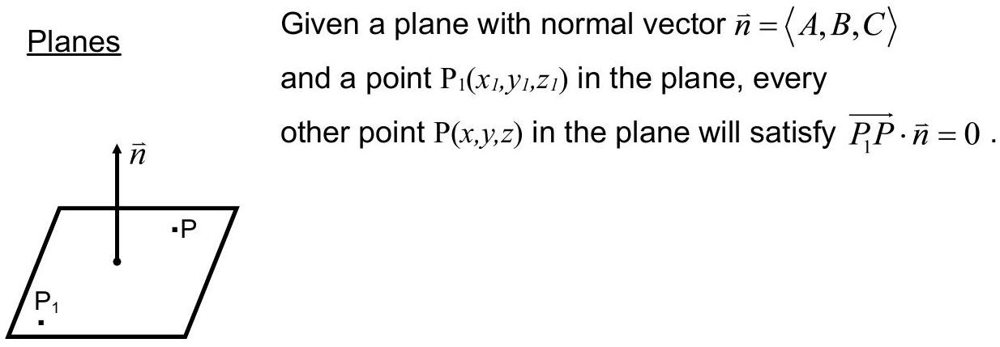 Planes
Given a plane with normal vector n⃗ = ⟨A, B, C⟩
and a point P₁(x₁,y₁,z₁) in the plane, every
other point P(x,y,z) in the plane will satisfy P₁P⃗ · n⃗ = 0 .
n⃗
P
P₁